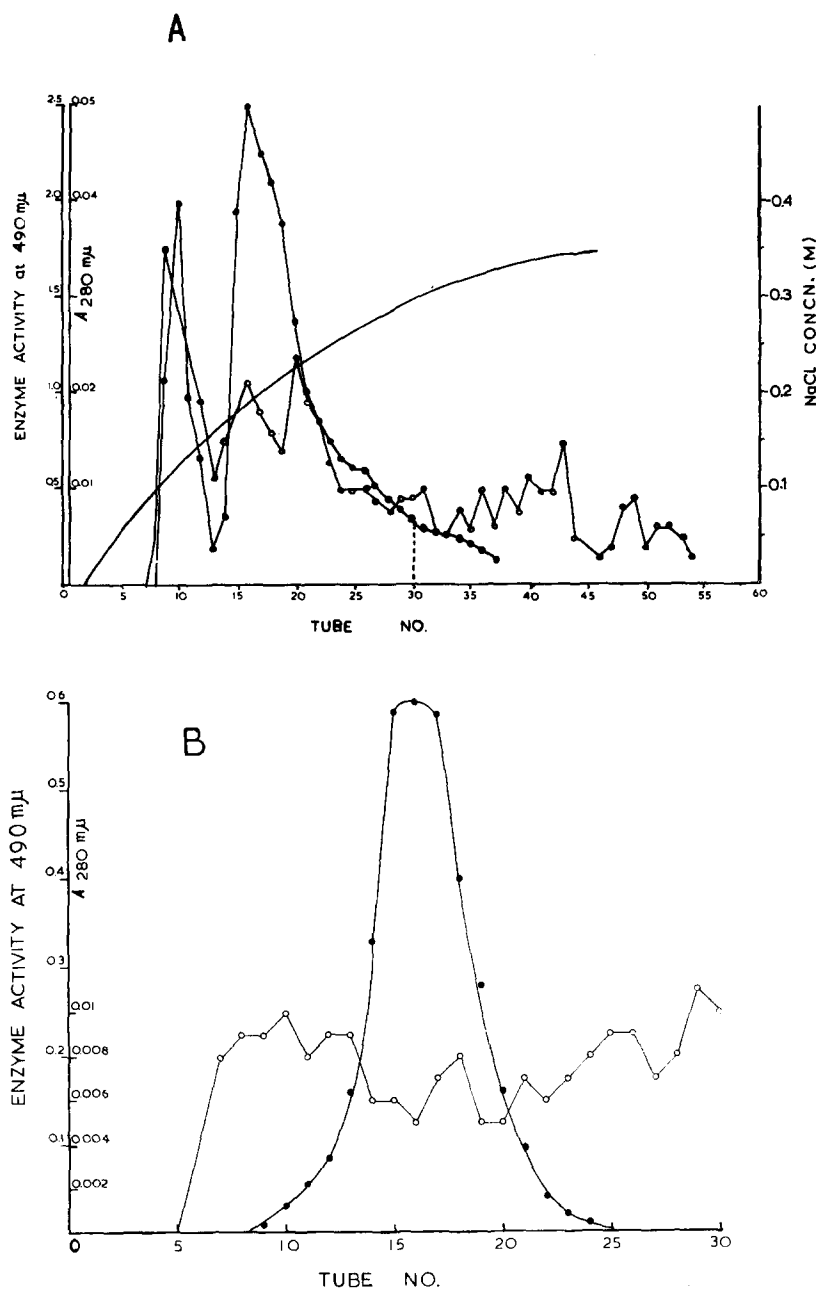 A
ENZYME ACTIVITY at 490 mµ
2.5
2.0
1.5
1.0
0.5
0
A 280 mµ
0.05
0.04
0.02
0.01
NaCl CONCN. (M)
0.4
0.3
0.2
0.1
0 5 10 15 20 25 30 35 40 45 50 55 60
TUBE NO.
B
ENZYME ACTIVITY AT 490 mµ
0.6
0.5
0.4
0.3
0.2
0.1
A 280 mµ
0.01
0.008
0.006
0.004
0.002
0 5 10 15 20 25 30
TUBE NO.